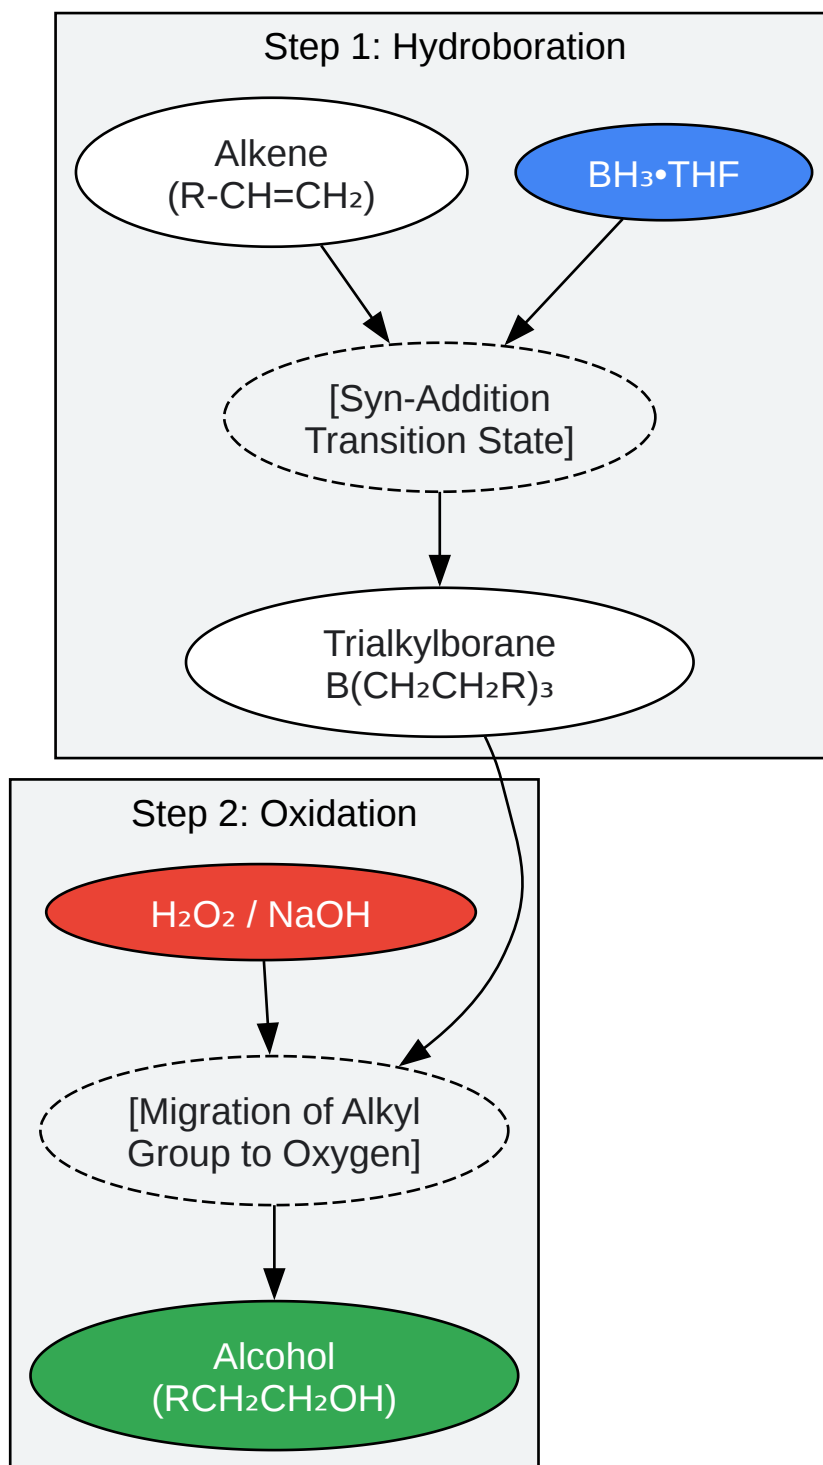 Step 1: Hydroboration
Alkene
(R-CH=CH₂)
BH₃•THF
[Syn-Addition
Transition State]
Trialkylborane
B(CH₂CH₂R)₃
Step 2: Oxidation
H₂O₂ / NaOH
[Migration of Alkyl
Group to Oxygen]
Alcohol
(RCH₂CH₂OH)